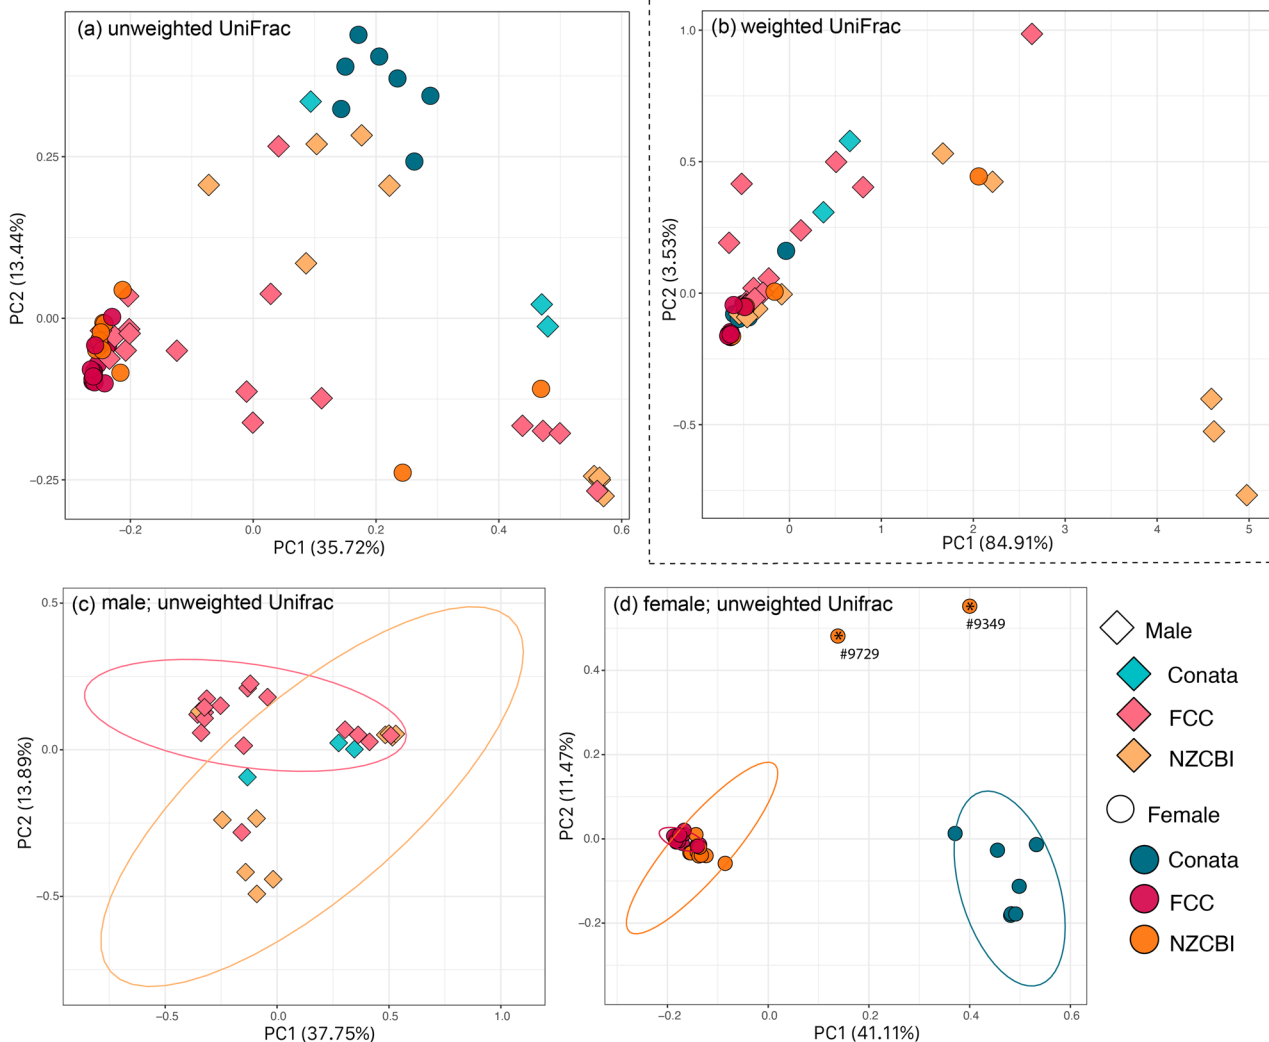 (a) unweighted UniFrac
0.25
0.00
−0.25
PC2 (13.44%)
−0.2
0.0
0.2
0.4
0.6
PC1 (35.72%)
(b) weighted UniFrac
1.0
0.5
0.0
−0.5
PC2 (3.53%)
0
1
2
3
4
5
PC1 (84.91%)
(c) male; unweighted Unifrac
0.5
0.0
−0.5
PC2 (13.89%)
−0.5
0.0
0.5
1.0
PC1 (37.75%)
(d) female; unweighted Unifrac
*
#9349
*
#9729
0.4
0.2
0.0
−0.2
PC2 (11.47%)
−0.2
0.0
0.2
0.4
0.6
PC1 (41.11%)
Male
Conata
FCC
NZCBI
Female
Conata
FCC
NZCBI